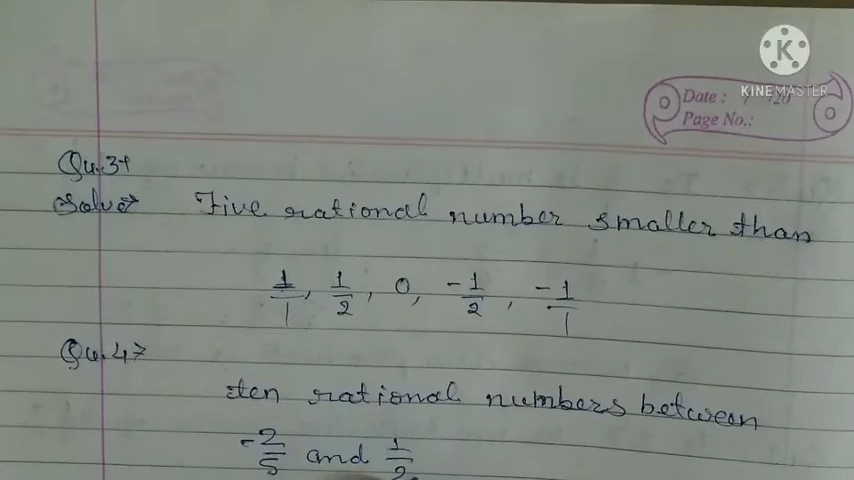 KINEMASTER
Date : / /20
Page No.:
Qu.3→
Solve→ Five rational number smaller than
1/1, 1/2, 0, -1/2, -1/1
Qu.4→
ten rational numbers between
-2/5 and 1/2